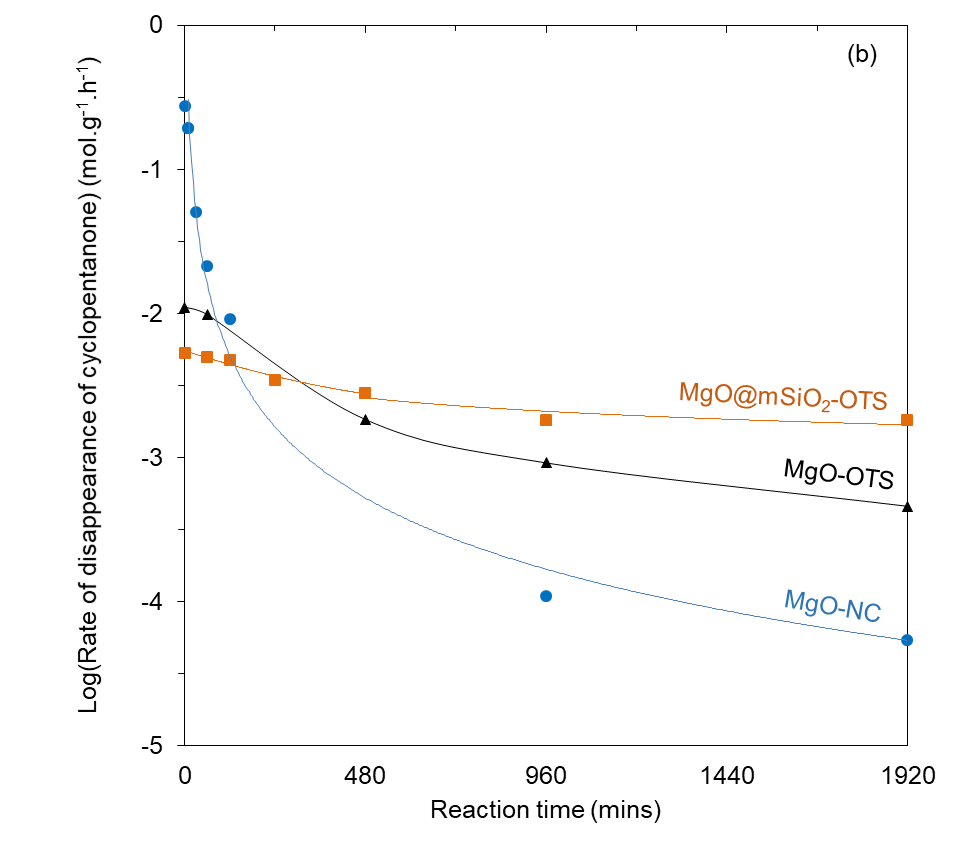 (b)
Log(Rate of disappearance of cyclopentanone) (mol.g⁻¹.h⁻¹)
0
-1
-2
-3
-4
-5
MgO@mSiO₂-OTS
MgO-OTS
MgO-NC
0 480 960 1440 1920
Reaction time (mins)